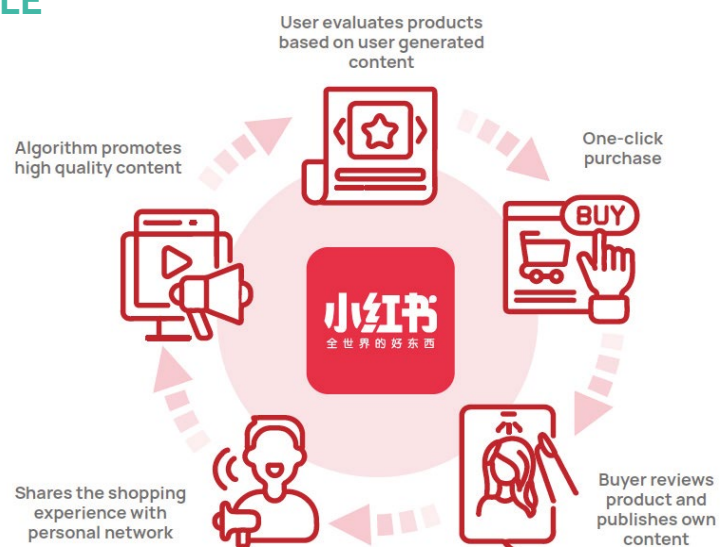 User evaluates products
based on user generated
content
One-click
purchase
BUY
Buyer reviews
product and
publishes own
content
Shares the shopping
experience with
personal network
Algorithm promotes
high quality content
小红书
全世界的好东西